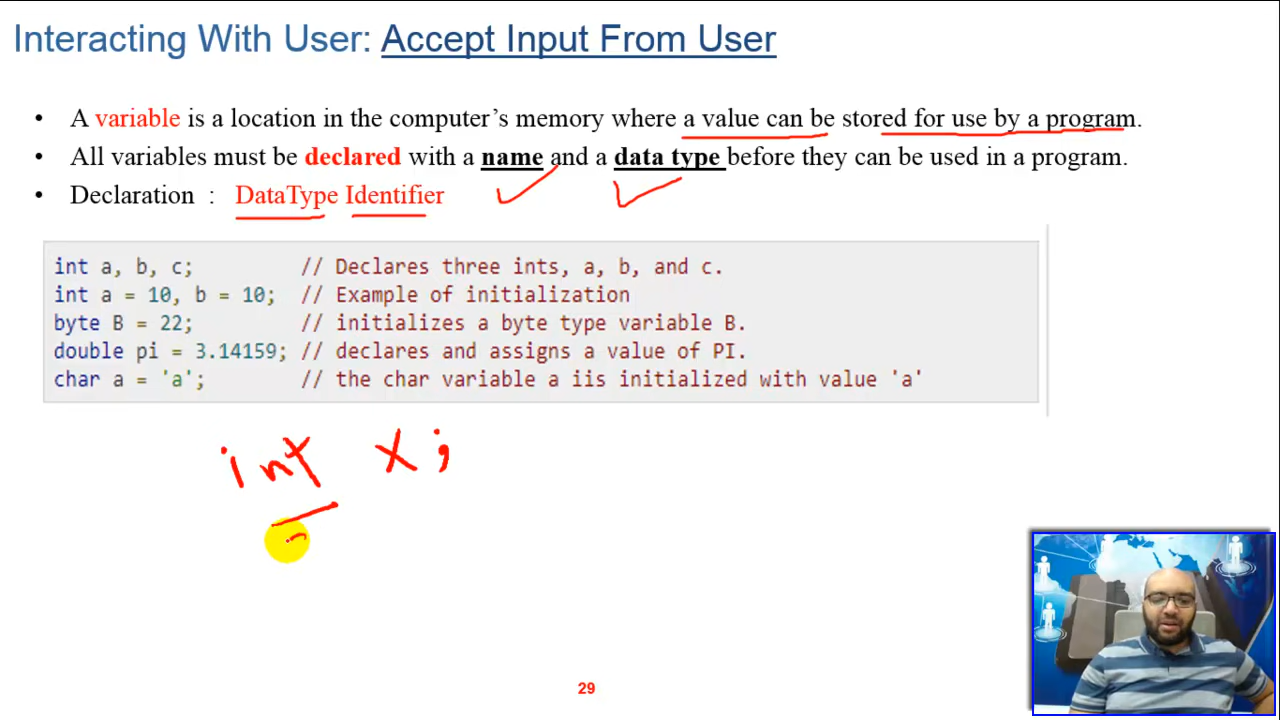 Interacting With User: Accept Input From User
• A variable is a location in the computer’s memory where a value can be stored for use by a program.
• All variables must be declared with a name and a data type before they can be used in a program.
• Declaration : DataType Identifier
int a, b, c; // Declares three ints, a, b, and c.
int a = 10, b = 10; // Example of initialization
byte B = 22; // initializes a byte type variable B.
double pi = 3.14159; // declares and assigns a value of PI.
char a = 'a'; // the char variable a iis initialized with value 'a'
int x;
29